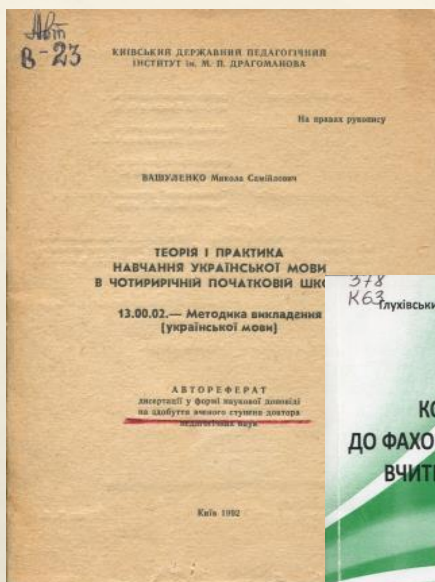 Авт
В-23
КИЇВСЬКИЙ ДЕРЖАВНИЙ ПЕДАГОГІЧНИЙ
ІНСТИТУТ ім. М. П. ДРАГОМАНОВА
На правах рукопису
ВАШУЛЕНКО Микола Самійлович
ТЕОРІЯ І ПРАКТИКА
НАВЧАННЯ УКРАЇНСЬКОЇ МОВИ
В ЧОТИРИРІЧНІЙ ПОЧАТКОВІЙ
13.00.02.— Методика викладення
(української мови)
АВТОРЕФЕРАТ
дисертації у формі наукової доповіді
на здобуття вченого ступеня доктора
педагогічних наук
Київ 1992
378
К63
Глухівськи
КО
ДО ФАХО
ВЧИТ